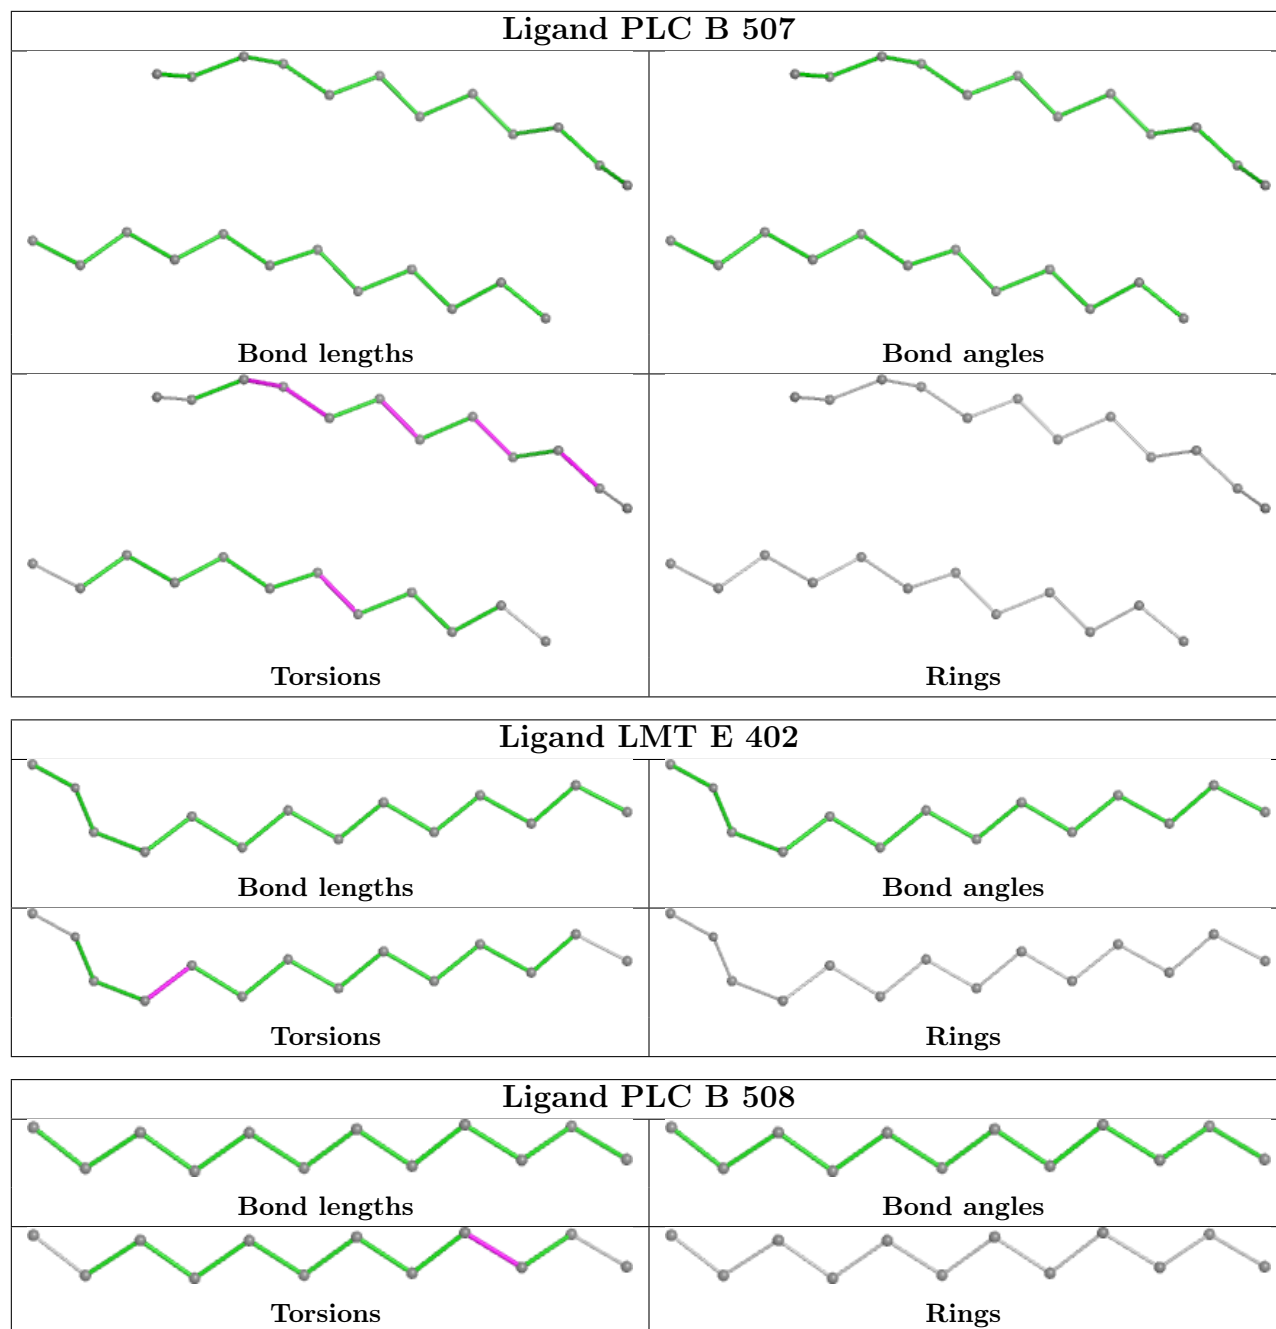 Ligand PLC B 507
Bond lengths
Bond angles
Torsions
Rings
Ligand LMT E 402
Bond lengths
Bond angles
Torsions
Rings
Ligand PLC B 508
Bond lengths
Bond angles
Torsions
Rings